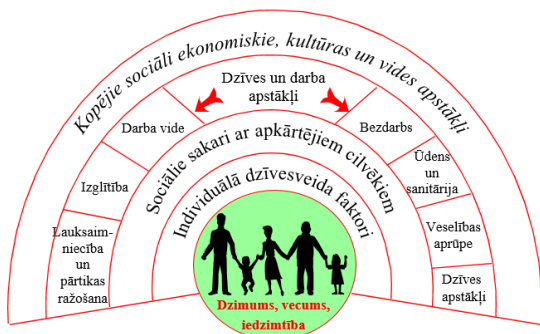 Kopējie sociāli ekonomiskie, kultūras un vides apstākļi
Dzīves un darba
apstākļi
Darba vide
Bezdarbs
Izglītība
Ūdens
un
sanitārija
Lauksaim-
niecība
un
pārtikas
ražošana
Veselības
aprūpe
Dzīves
apstākļi
Sociālie sakari ar apkārtējiem cilvēkiem
Individuālā dzīvesveida faktori
Dzimums, vecums,
iedzimtība